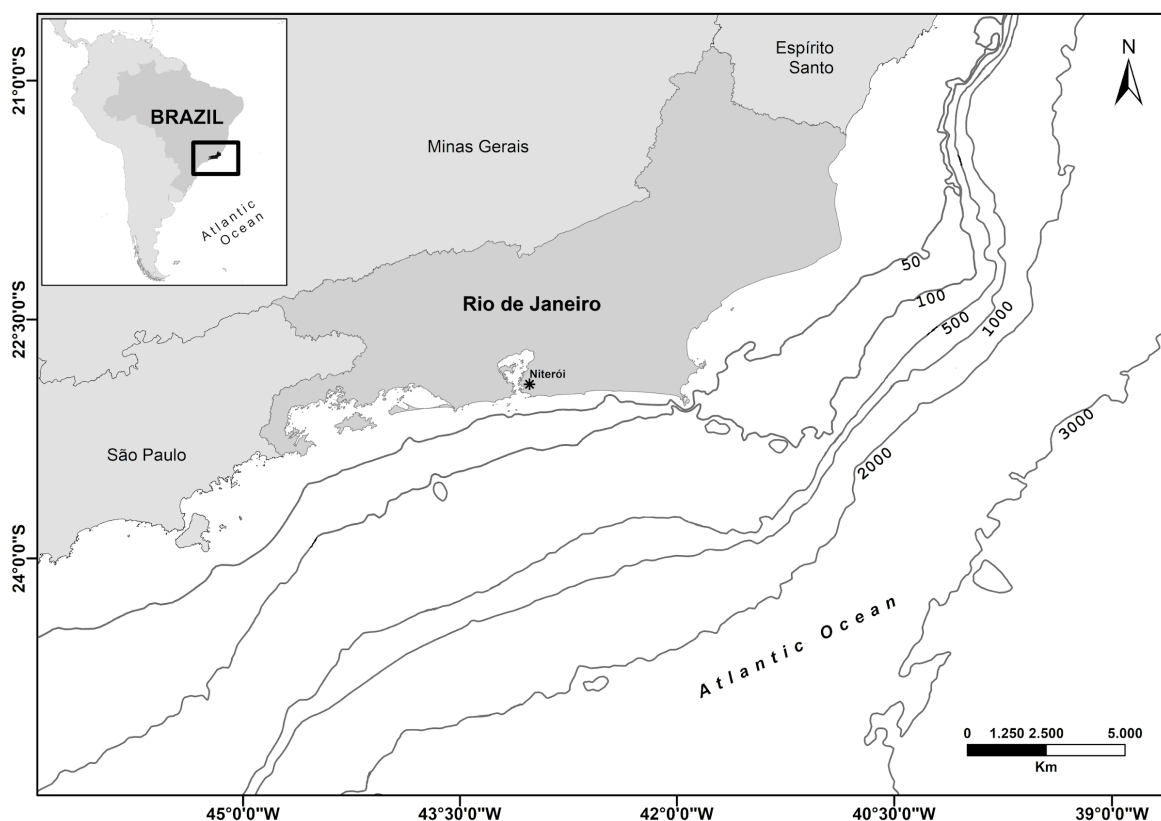 BRAZIL
Atlantic
Ocean
Espírito
Santo
N
Minas Gerais
21°0'0"S
22°30'0"S
24°0'0"S
50
100
500
1000
2000
3000
Rio de Janeiro
Niterói
São Paulo
Atlantic Ocean
0 1.250 2.500 5.000
Km
45°0'0"W 43°30'0"W 42°0'0"W 40°30'0"W 39°0'0"W